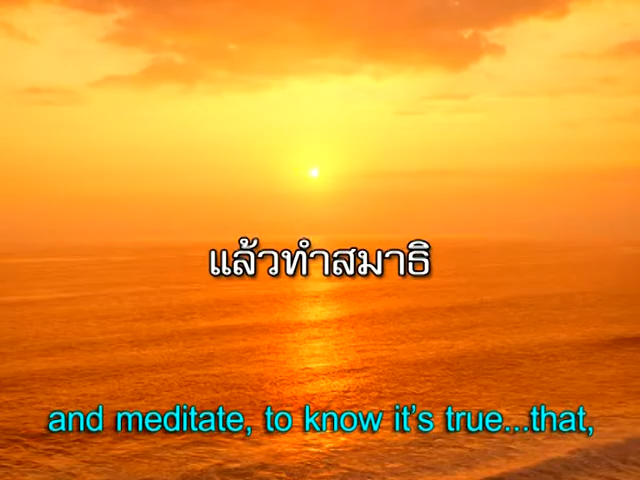 แล้วทำสมาธิ
and meditate, to know it's true...that,